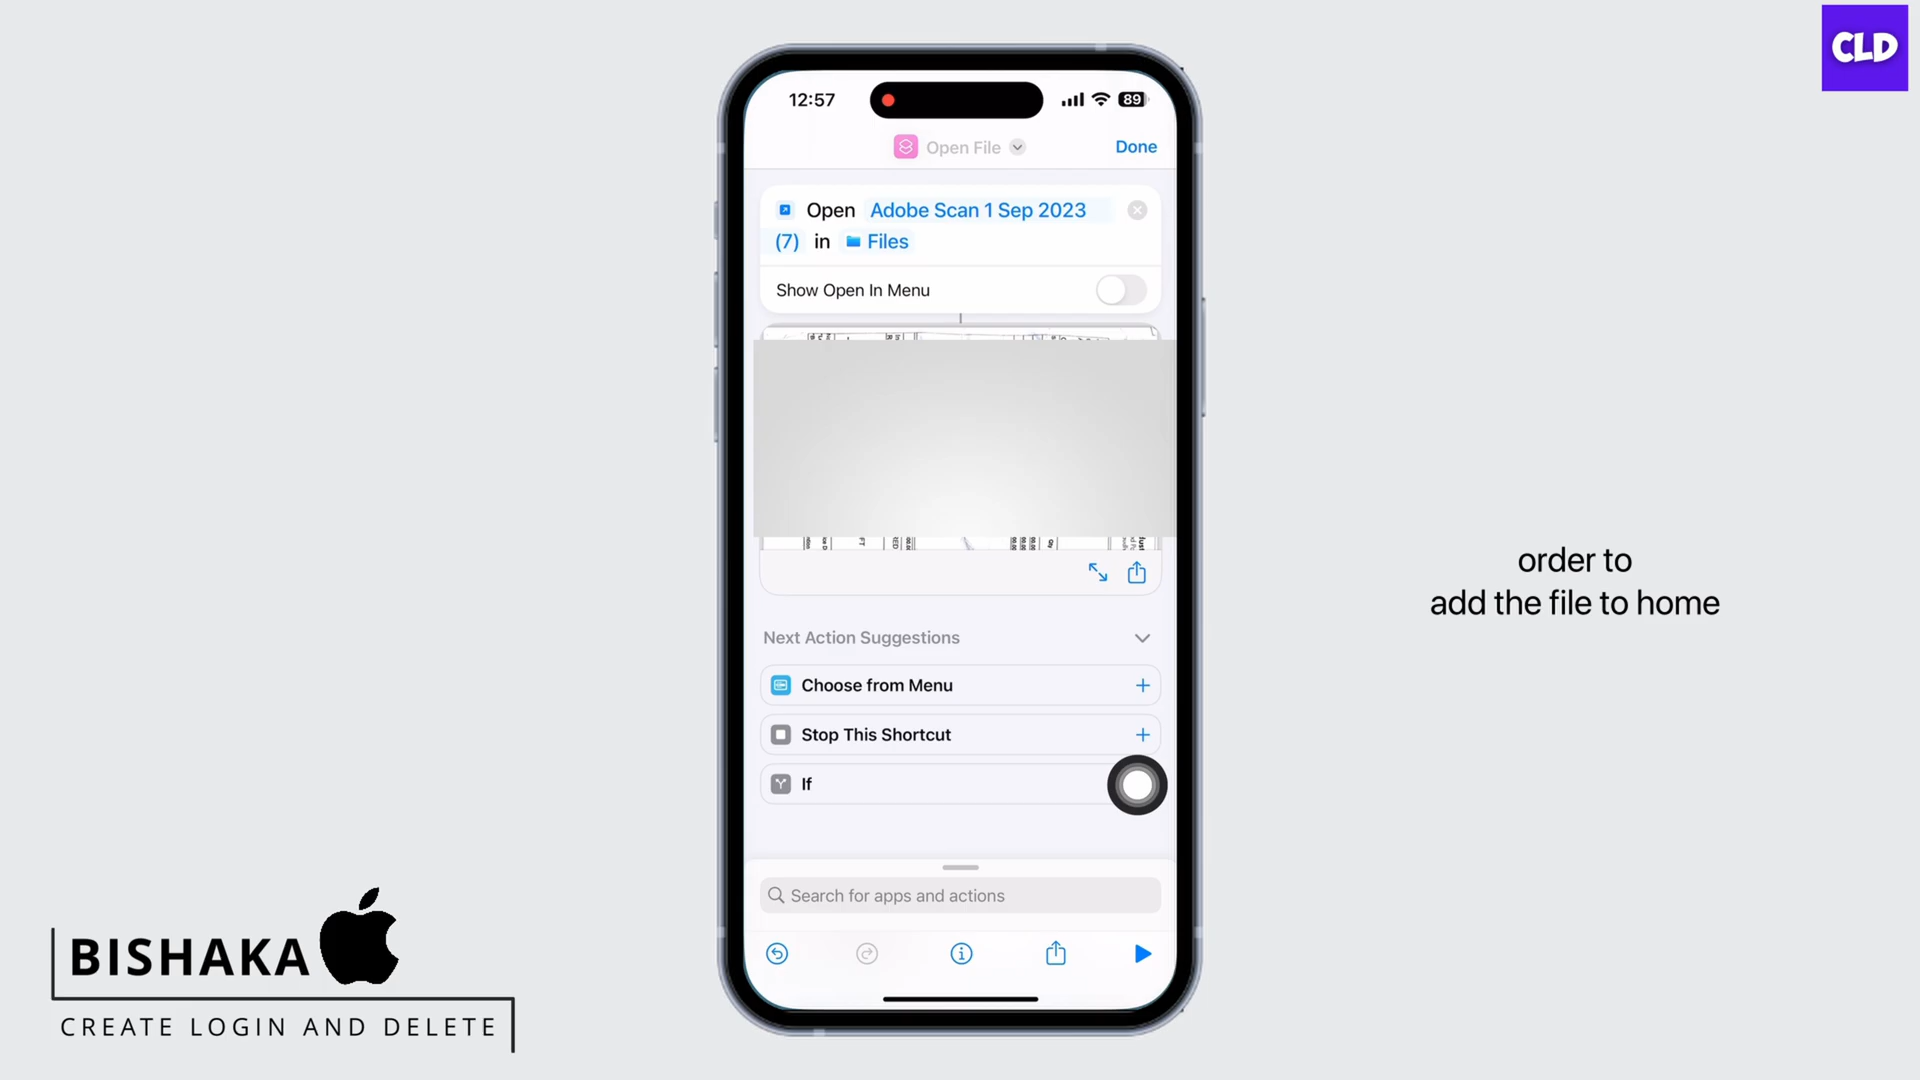 CLD
12:57
89
Open File
Done
Open Adobe Scan 1 Sep 2023
(7) in Files
Show Open In Menu
order to
add the file to home
Next Action Suggestions
Choose from Menu
Stop This Shortcut
If
Search for apps and actions
BISHAKA
CREATE LOGIN AND DELETE